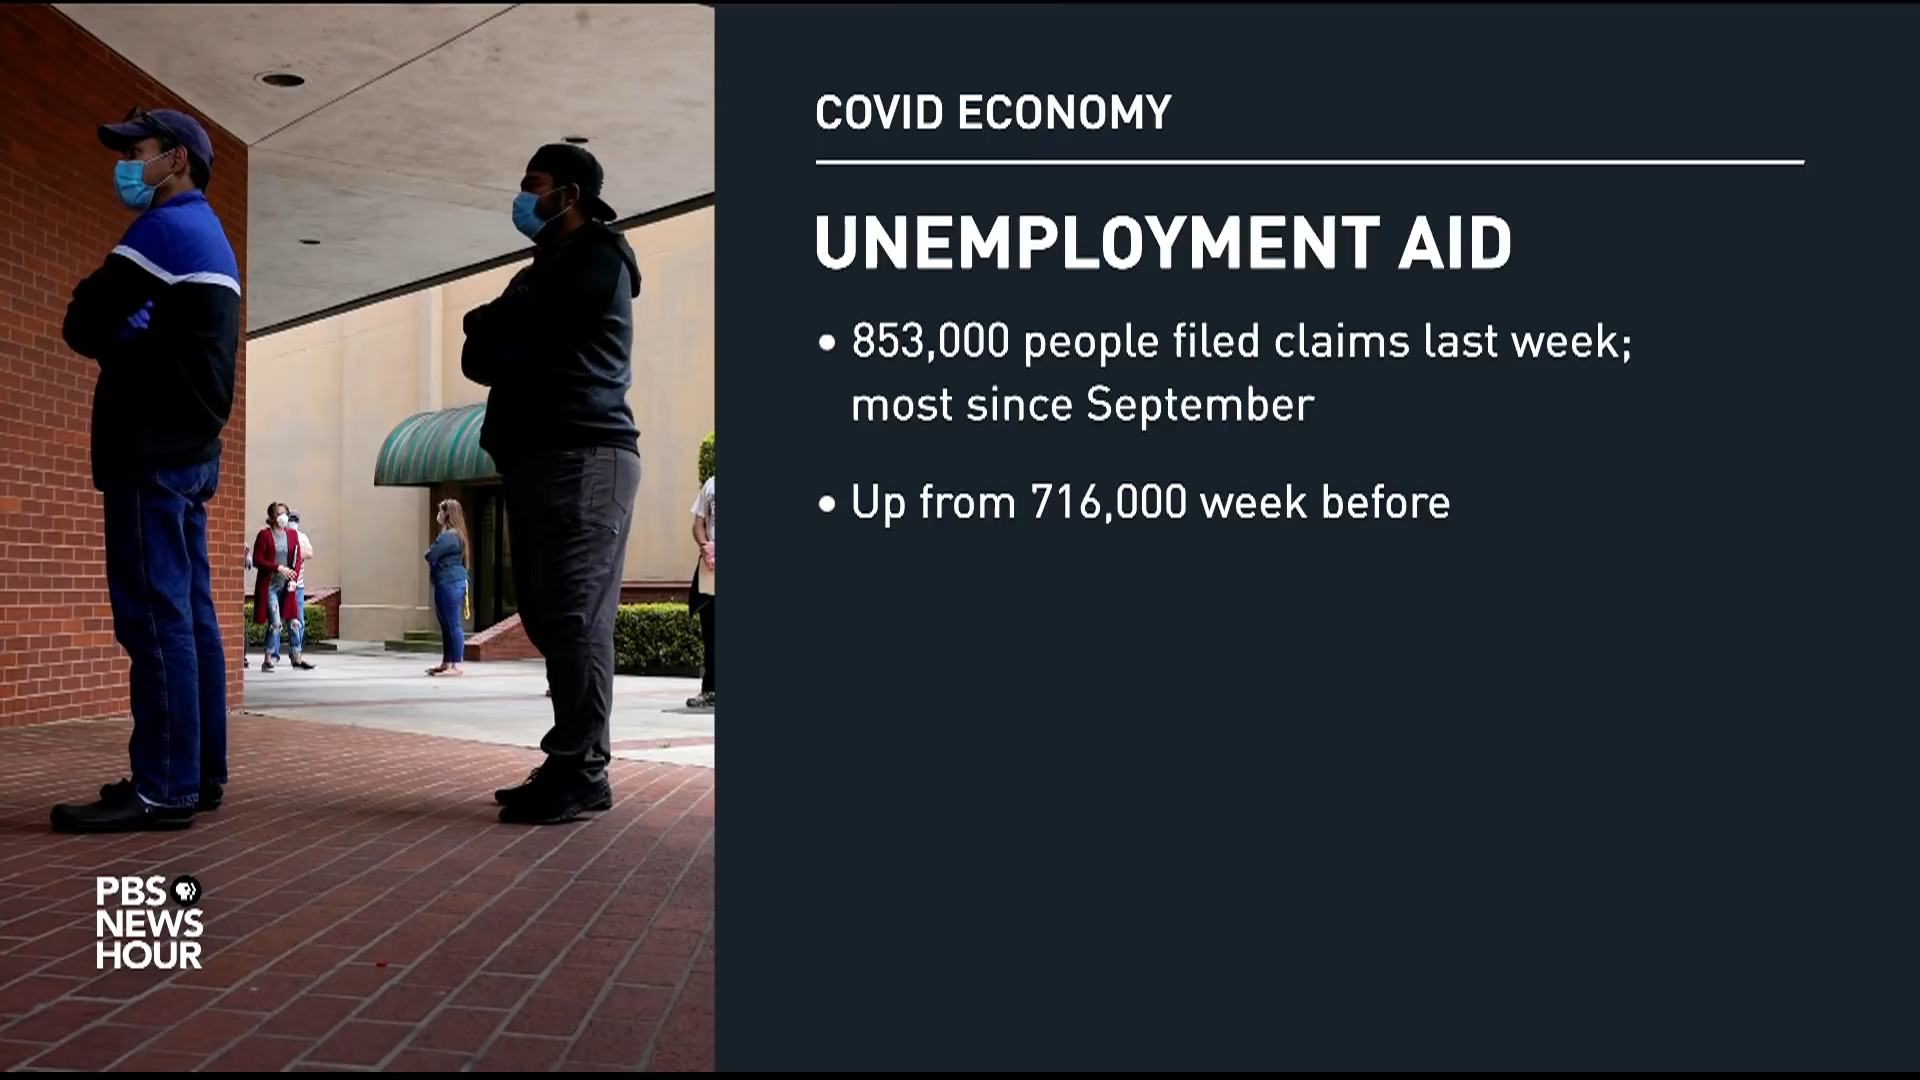 COVID ECONOMY
UNEMPLOYMENT AID
• 853,000 people filed claims last week;
most since September
• Up from 716,000 week before
PBS
NEWS
HOUR